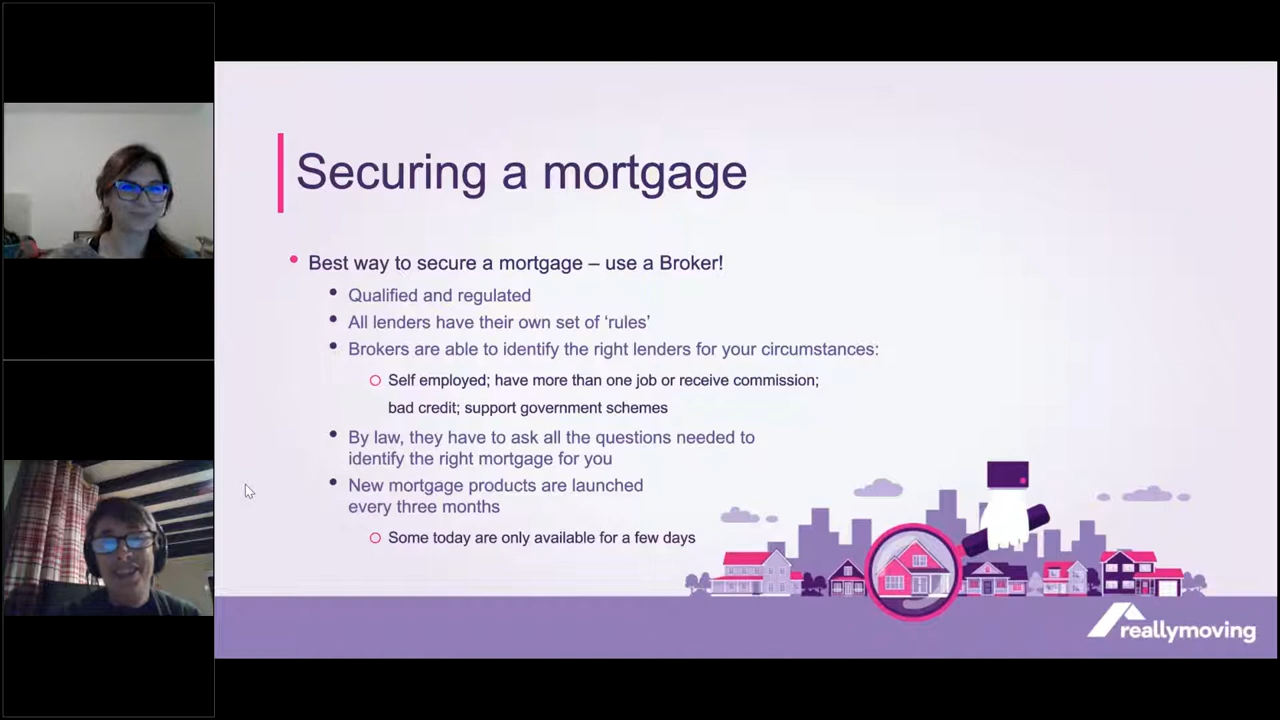 Securing a mortgage
Best way to secure a mortgage – use a Broker!
Qualified and regulated
All lenders have their own set of ‘rules’
Brokers are able to identify the right lenders for your circumstances:
Self employed; have more than one job or receive commission;
bad credit; support government schemes
By law, they have to ask all the questions needed to
identify the right mortgage for you
New mortgage products are launched
every three months
Some today are only available for a few days
reallymoving